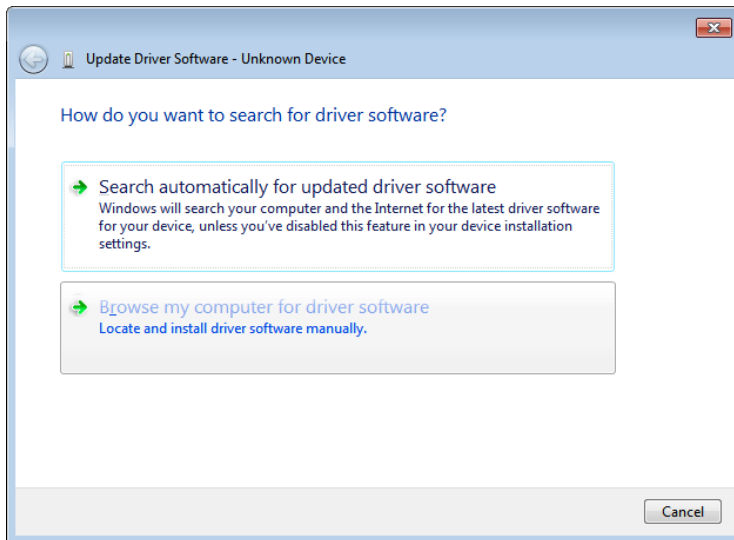 Update Driver Software - Unknown Device
How do you want to search for driver software?
Search automatically for updated driver software
Windows will search your computer and the Internet for the latest driver software
for your device, unless you've disabled this feature in your device installation
settings.
Browse my computer for driver software
Locate and install driver software manually.
Cancel